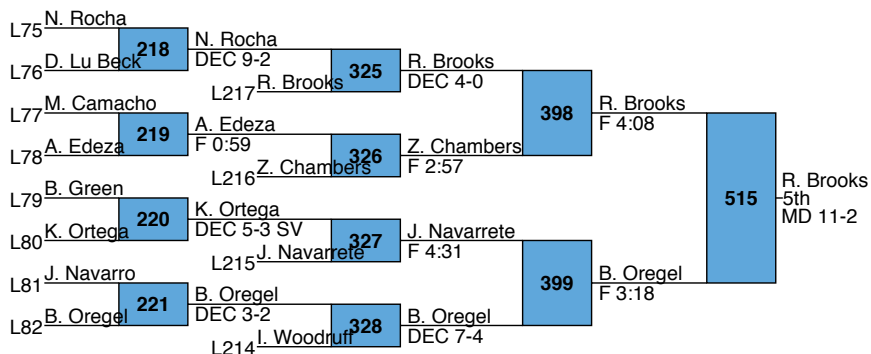 L75 N. Rocha
218
L76 D. Lu Beck
N. Rocha
DEC 9-2
325
L217 R. Brooks
R. Brooks
DEC 4-0
L77 M. Camacho
219
L78 A. Edeza
A. Edeza
F 0:59
326
L216 Z. Chambers
Z. Chambers
F 2:57
398
R. Brooks
F 4:08
L79 B. Green
220
L80 K. Ortega
K. Ortega
DEC 5-3 SV
327
L215 J. Navarrete
J. Navarrete
F 4:31
L81 J. Navarro
221
L82 B. Oregel
B. Oregel
DEC 3-2
328
L214 I. Woodruff
B. Oregel
DEC 7-4
399
B. Oregel
F 3:18
515
R. Brooks
5th
MD 11-2